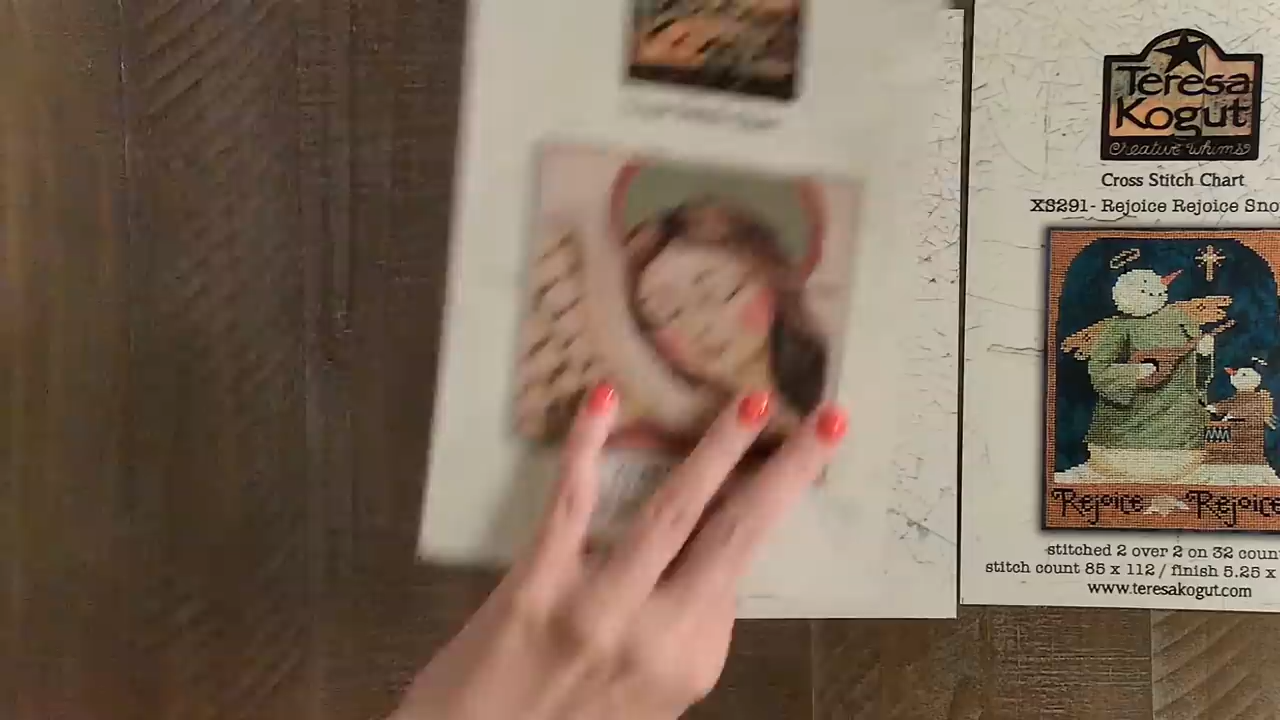 Teresa
Kogut
Creative Whims
Cross Stitch Chart
XS291- Rejoice Rejoice Sno
Rejoice Rejoice
stitched 2 over 2 on 32 coun
stitch count 85 x 112 / finish 5.25 x
www.teresakogut.com